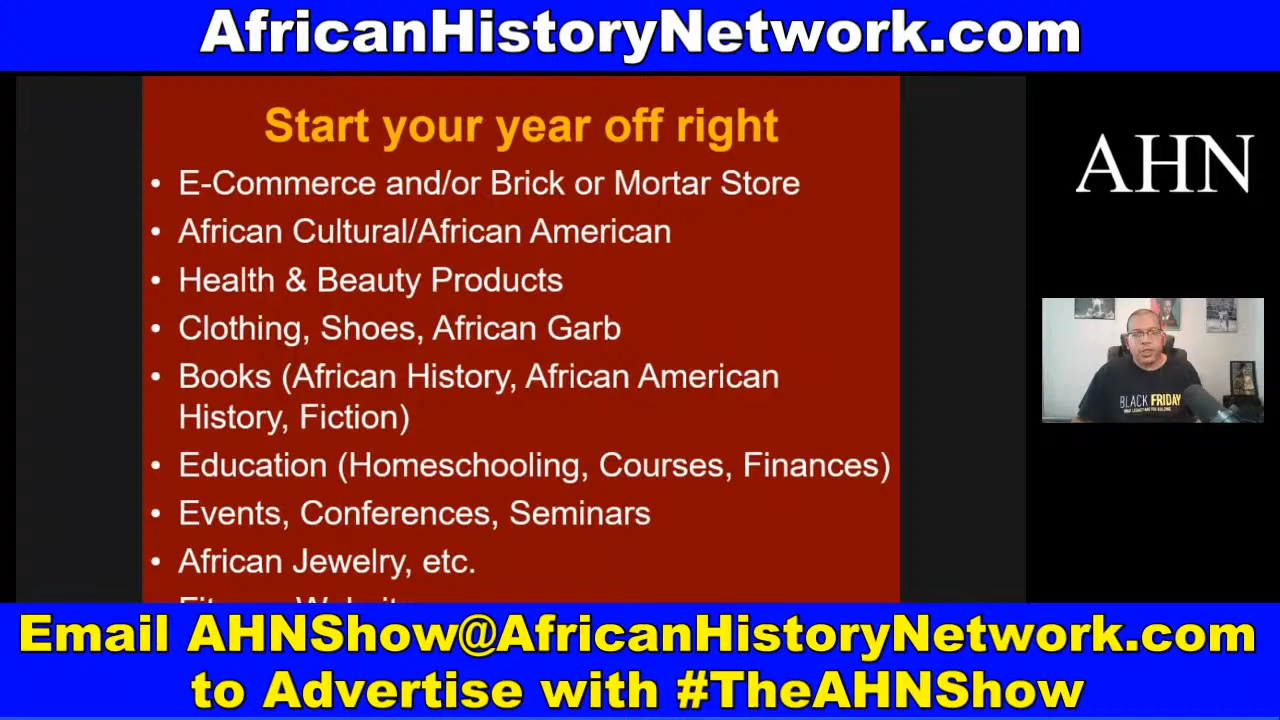 AfricanHistoryNetwork.com
Start your year off right
• E-Commerce and/or Brick or Mortar Store
• African Cultural/African American
• Health & Beauty Products
• Clothing, Shoes, African Garb
• Books (African History, African American
History, Fiction)
• Education (Homeschooling, Courses, Finances)
• Events, Conferences, Seminars
• African Jewelry, etc.
AHN
BLACK FRIDAY
Email AHNShow@AfricanHistoryNetwork.com
to Advertise with #TheAHNShow